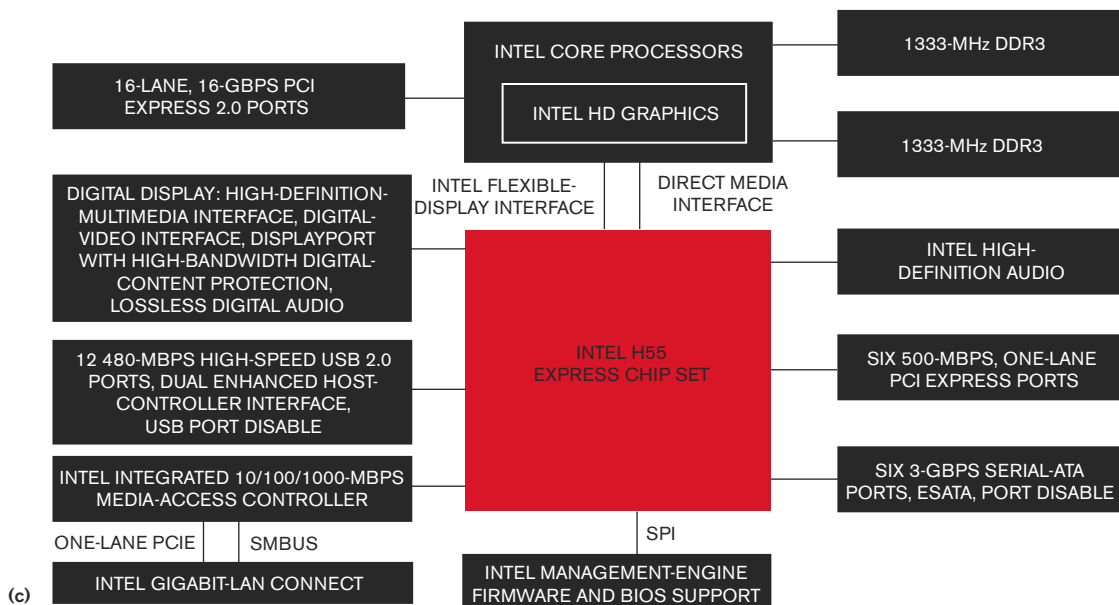 INTEL CORE PROCESSORS
INTEL HD GRAPHICS
1333-MHz DDR3
16-LANE, 16-GBPS PCI
EXPRESS 2.0 PORTS
1333-MHz DDR3
INTEL FLEXIBLE-
DISPLAY INTERFACE
DIRECT MEDIA
INTERFACE
DIGITAL DISPLAY: HIGH-DEFINITION-
MULTIMEDIA INTERFACE, DIGITAL-
VIDEO INTERFACE, DISPLAYPORT
WITH HIGH-BANDWIDTH DIGITAL-
CONTENT PROTECTION,
LOSSLESS DIGITAL AUDIO
INTEL HIGH-
DEFINITION AUDIO
INTEL H55
EXPRESS CHIP SET
12 480-MBPS HIGH-SPEED USB 2.0
PORTS, DUAL ENHANCED HOST-
CONTROLLER INTERFACE,
USB PORT DISABLE
SIX 500-MBPS, ONE-LANE
PCI EXPRESS PORTS
INTEL INTEGRATED 10/100/1000-MBPS
MEDIA-ACCESS CONTROLLER
SIX 3-GBPS SERIAL-ATA
PORTS, ESATA, PORT DISABLE
ONE-LANE PCIE
SMBUS
SPI
INTEL GIGABIT-LAN CONNECT
INTEL MANAGEMENT-ENGINE
FIRMWARE AND BIOS SUPPORT
(c)